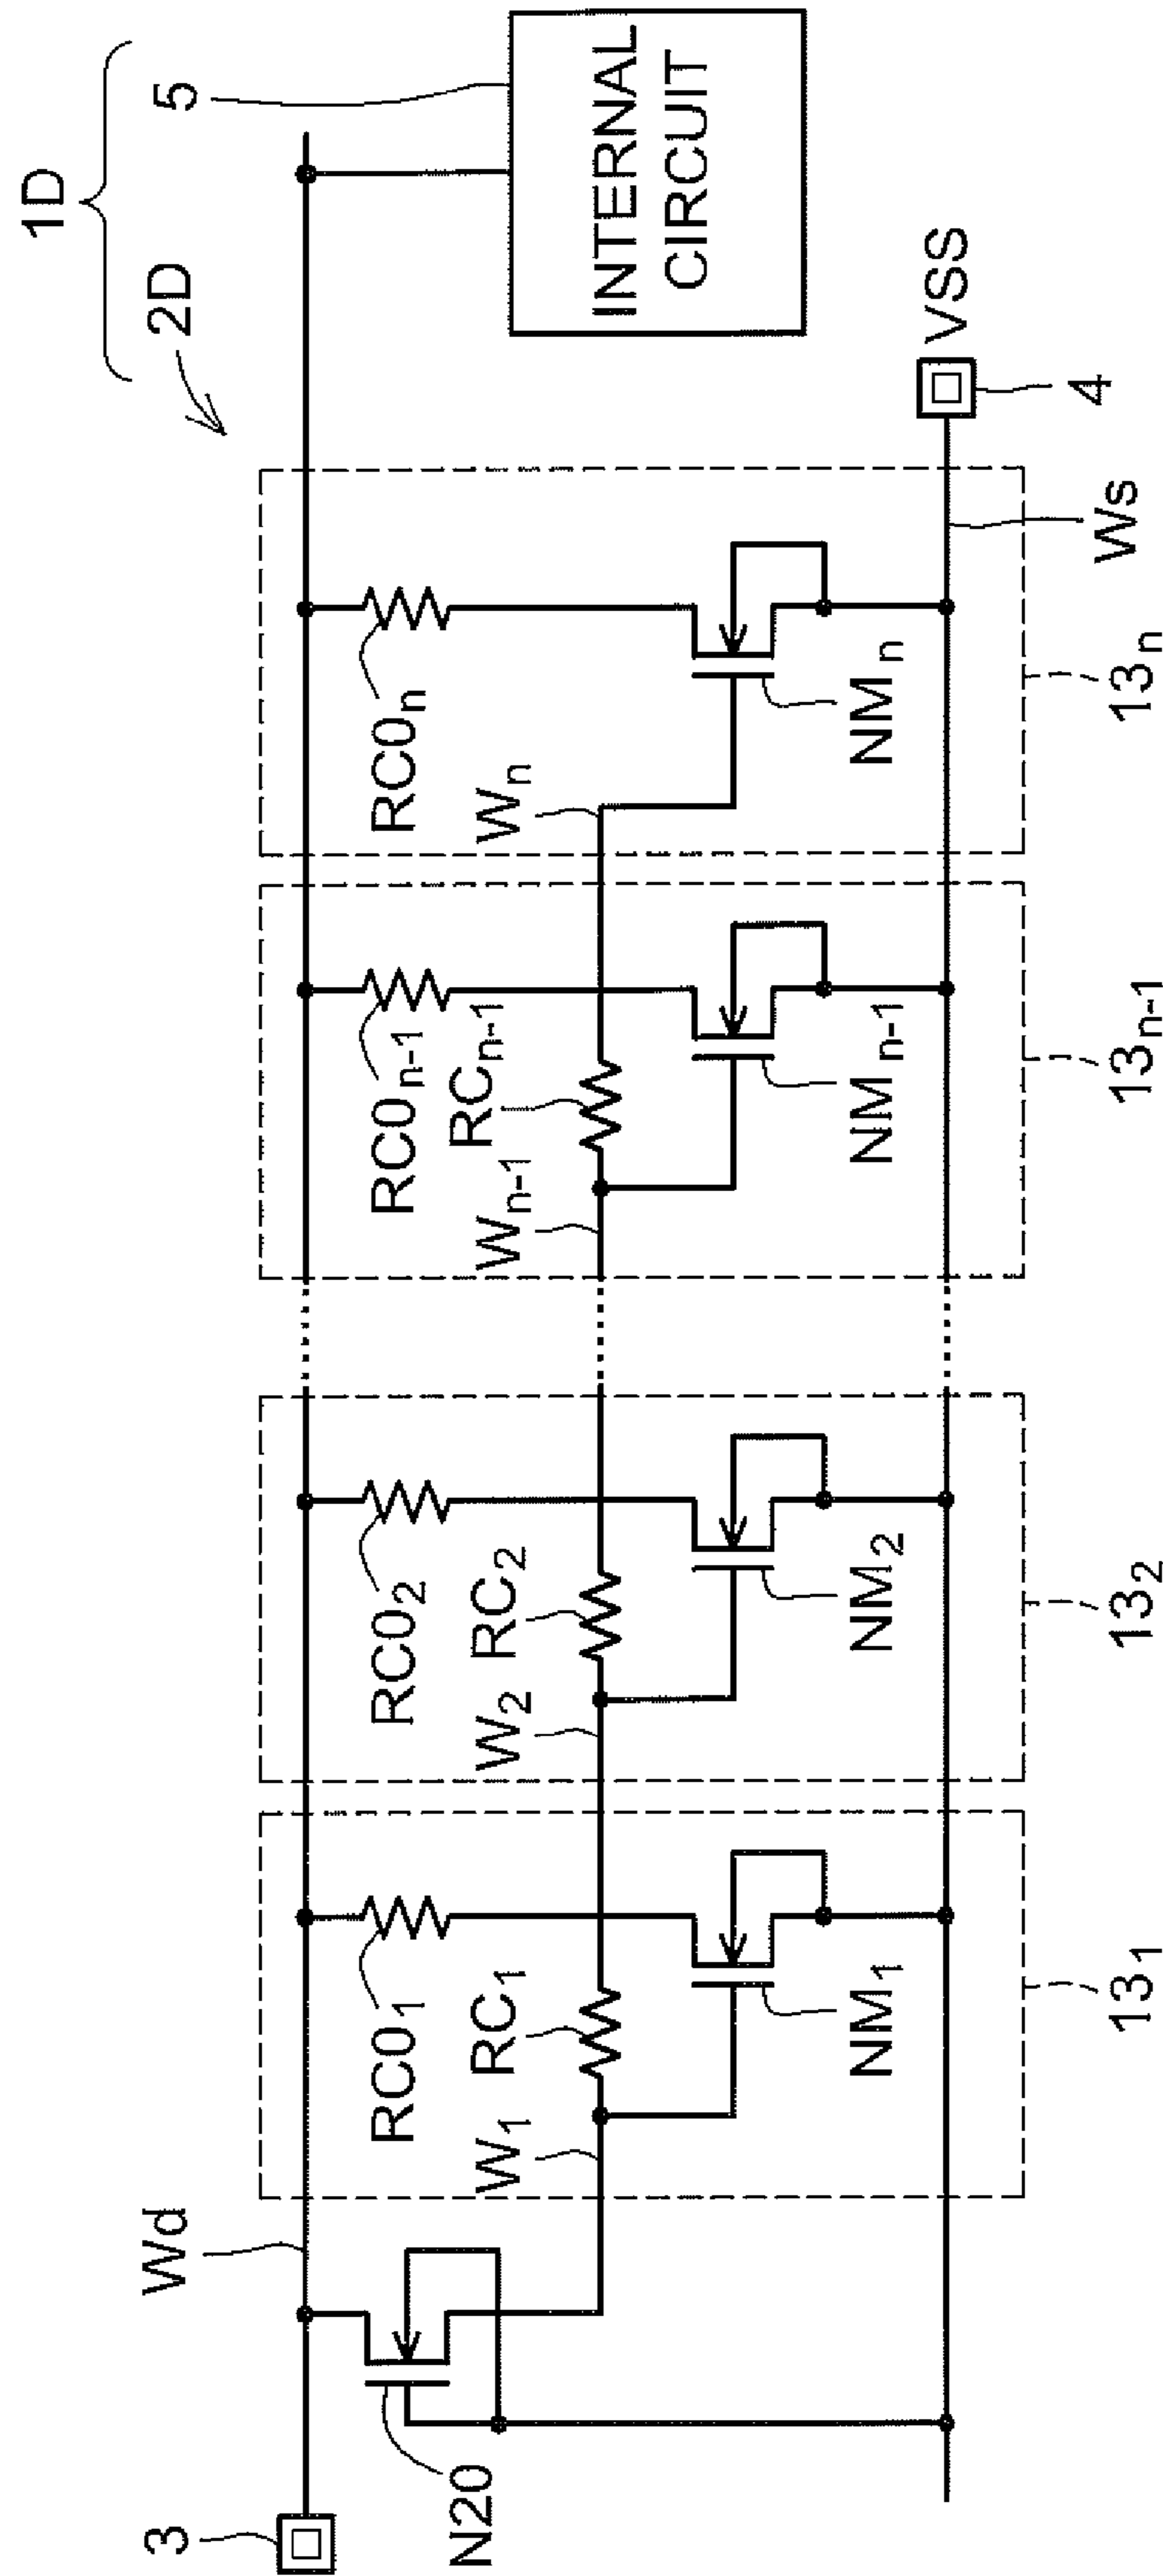 1D
2D
5
INTERNAL
CIRCUIT
3
Wd
N20
VSS
4
Ws
RC0₁
RC₁
W₁
NM₁
13₁
RC0₂
RC₂
W₂
NM₂
13₂
RC0ₙ₋₁
RCₙ₋₁
Wₙ₋₁
NMₙ₋₁
13ₙ₋₁
RC0ₙ
Wₙ
NMₙ
13ₙ